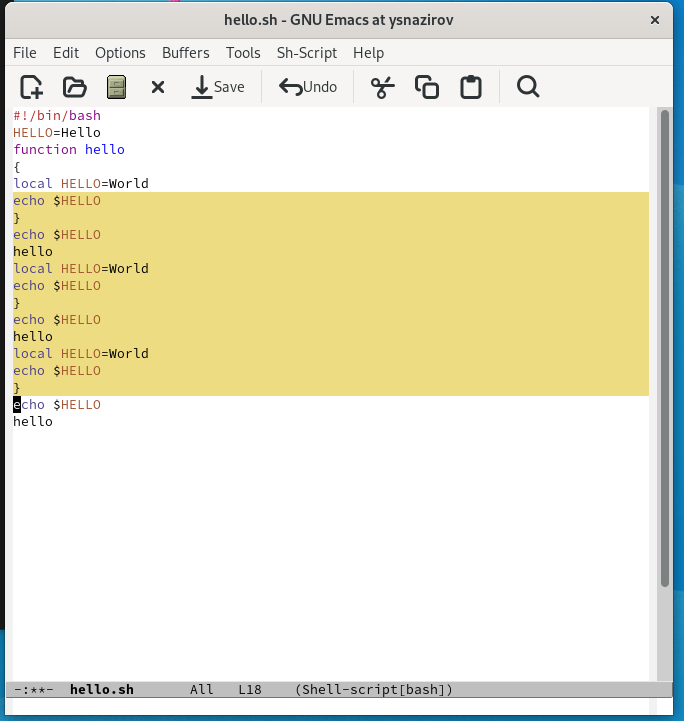 hello.sh - GNU Emacs at ysnazirov
File Edit Options Buffers Tools Sh-Script Help
Save Undo
#!/bin/bash
HELLO=Hello
function hello
{
local HELLO=World
echo $HELLO
}
echo $HELLO
hello
local HELLO=World
echo $HELLO
}
echo $HELLO
hello
local HELLO=World
echo $HELLO
}
echo $HELLO
hello
-:**- hello.sh All L18 (Shell-script[bash])